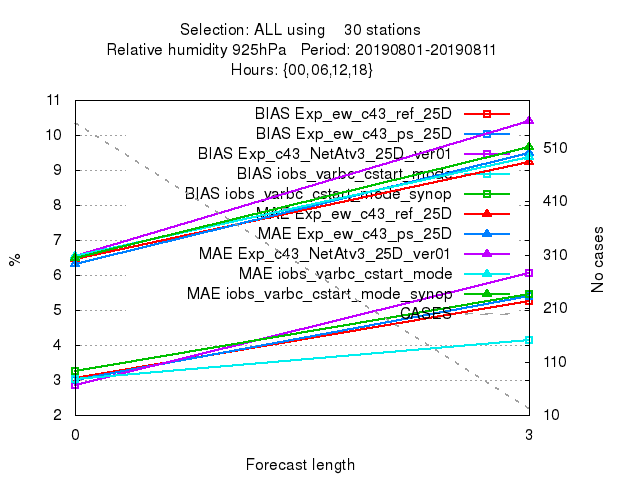 Selection: ALL using 30 stations
Relative humidity 925hPa Period: 20190801-20190811
Hours: {00,06,12,18}
11
10
9
8
7
6
5
4
3
2
%
BIAS Exp_ew_c43_ref_25D
BIAS Exp_ew_c43_ps_25D
BIAS Exp_c43_NetAtv3_25D_ver01
BIAS iobs_varbc_cstart_mode
BIAS iobs_varbc_cstart_mode_synop
MAE Exp_ew_c43_ref_25D
MAE Exp_ew_c43_ps_25D
MAE Exp_c43_NetAtv3_25D_ver01
MAE iobs_varbc_cstart_mode
MAE iobs_varbc_cstart_mode_synop
CASES
510
410
310
210
110
10
No cases
0 3
Forecast length